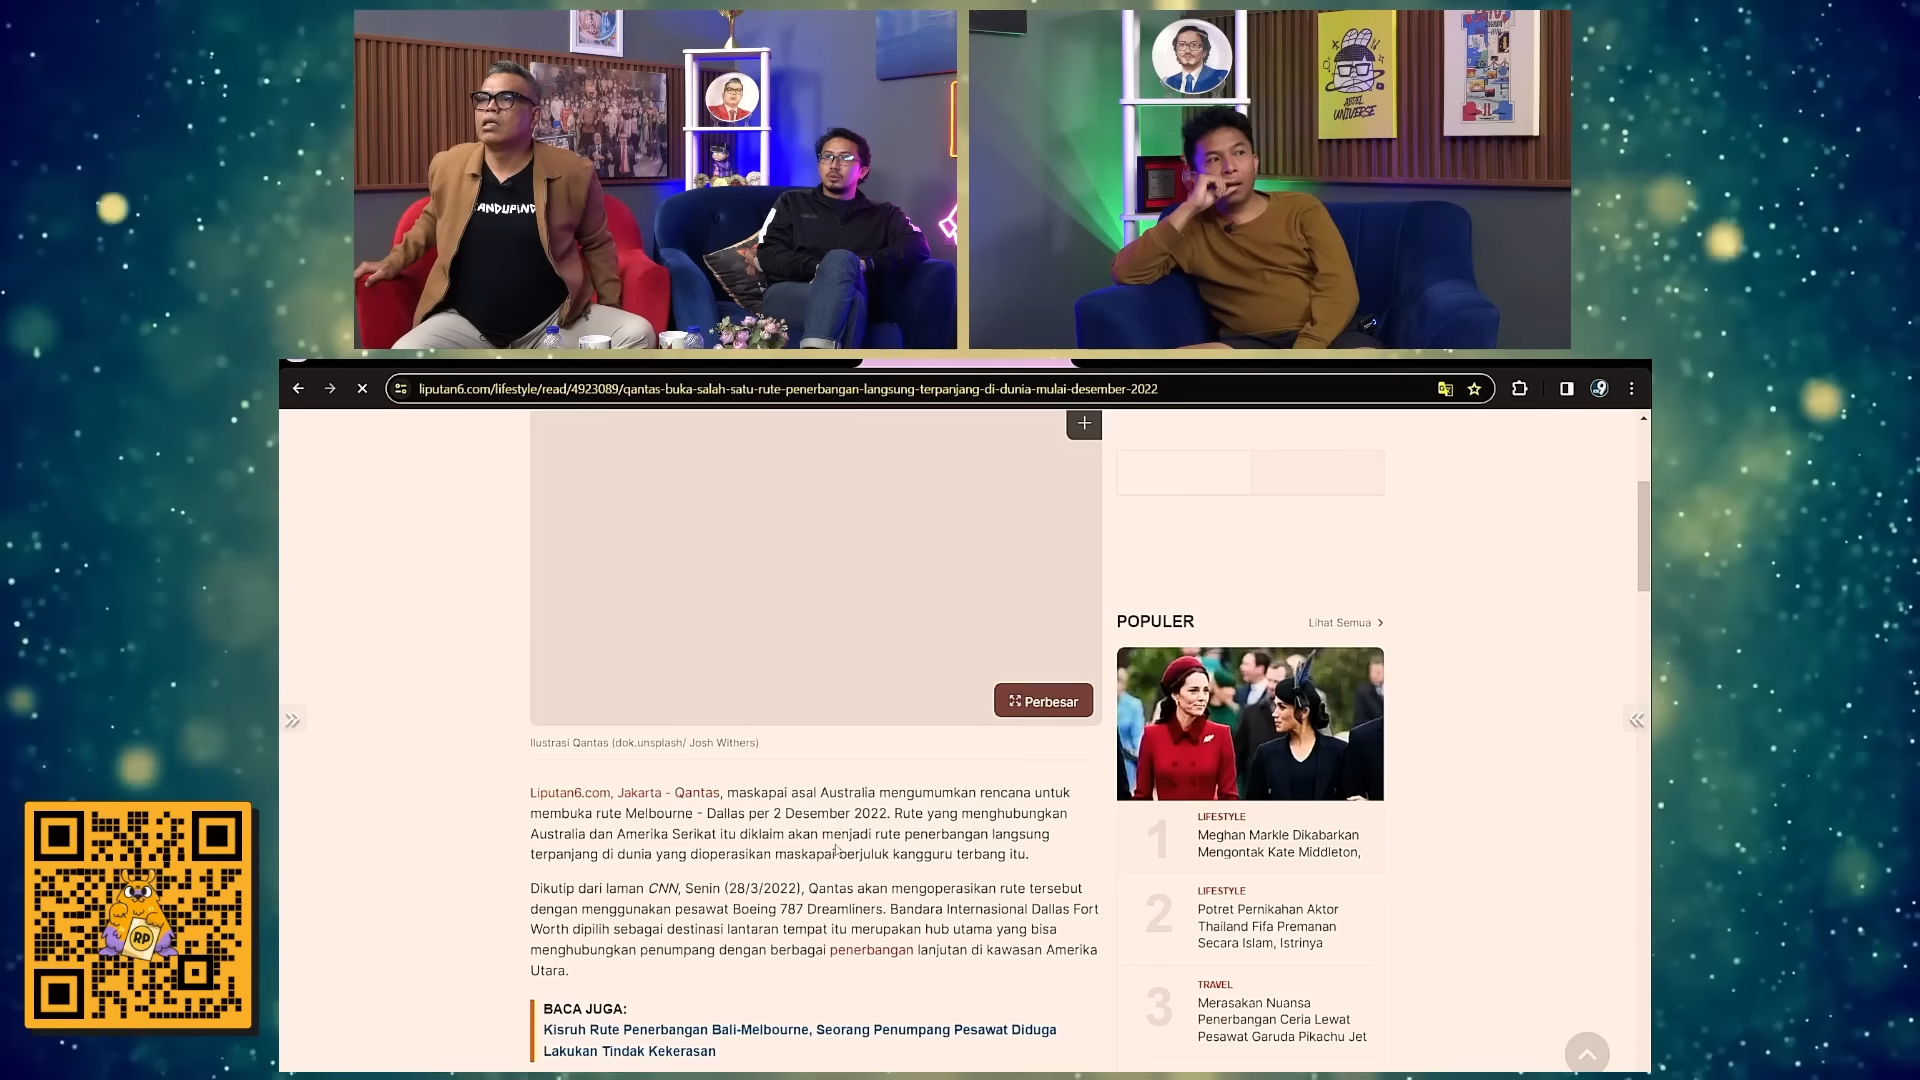 ANDUPIND
ABDEL
UNIVERSE
liputan6.com/lifestyle/read/4923089/qantas-buka-salah-satu-rute-penerbangan-langsung-terpanjang-di-dunia-mulai-desember-2022
Perbesar
Ilustrasi Qantas (dok.unsplash/ Josh Withers)
Liputan6.com, Jakarta - Qantas, maskapai asal Australia mengumumkan rencana untuk
membuka rute Melbourne - Dallas per 2 Desember 2022. Rute yang menghubungkan
Australia dan Amerika Serikat itu diklaim akan menjadi rute penerbangan langsung
terpanjang di dunia yang dioperasikan maskapai berjuluk kangguru terbang itu.
Dikutip dari laman CNN, Senin (28/3/2022), Qantas akan mengoperasikan rute tersebut
dengan menggunakan pesawat Boeing 787 Dreamliners. Bandara Internasional Dallas Fort
Worth dipilih sebagai destinasi lantaran tempat itu merupakan hub utama yang bisa
menghubungkan penumpang dengan berbagai penerbangan lanjutan di kawasan Amerika
Utara.
BACA JUGA:
Kisruh Rute Penerbangan Bali-Melbourne, Seorang Penumpang Pesawat Diduga
Lakukan Tindak Kekerasan
POPULER
Lihat Semua
1
LIFESTYLE
Meghan Markle Dikabarkan
Mengontak Kate Middleton,
2
LIFESTYLE
Potret Pernikahan Aktor
Thailand Fifa Premanan
Secara Islam, Istrinya
3
TRAVEL
Merasakan Nuansa
Penerbangan Ceria Lewat
Pesawat Garuda Pikachu Jet
RP